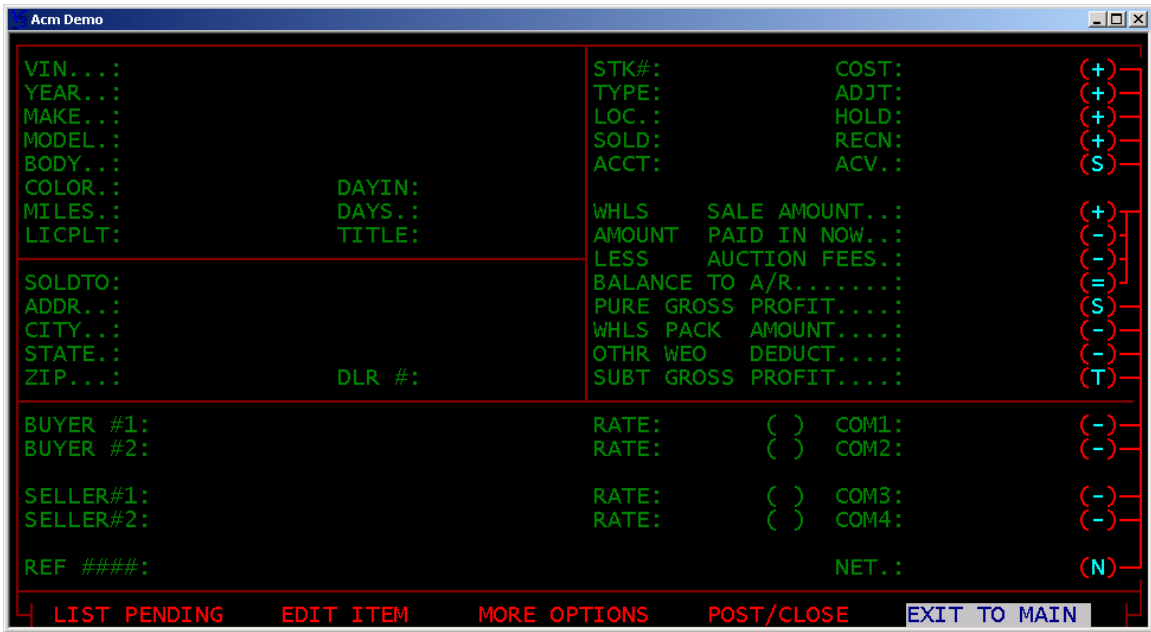 Acm Demo
VIN...: STK#: COST: (+)
YEAR..: TYPE: ADJT: (+)
MAKE..: LOC.: HOLD: (+)
MODEL.: SOLD: RECN: (+)
BODY..: ACCT: ACV.: (S)
COLOR.: DAYIN:
MILES.: DAYS.: WHLS SALE AMOUNT..: (+)
LICPLT: TITLE: AMOUNT PAID IN NOW..: (-)
LESS AUCTION FEES.: (-)
SOLDTO: BALANCE TO A/R.......: (=)
ADDR..: PURE GROSS PROFIT....: (S)
CITY..: WHLS PACK AMOUNT....: (-)
STATE.: OTHR WEO DEDUCT....: (-)
ZIP...: DLR #: SUBT GROSS PROFIT....: (T)
BUYER #1: RATE: ( ) COM1: (-)
BUYER #2: RATE: ( ) COM2: (-)
SELLER#1: RATE: ( ) COM3: (-)
SELLER#2: RATE: ( ) COM4: (-)
REF ####: NET.: (N)
LIST PENDING EDIT ITEM MORE OPTIONS POST/CLOSE EXIT TO MAIN